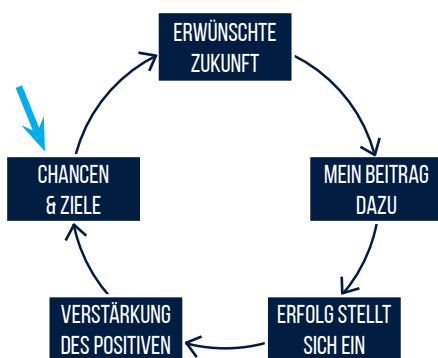 ERWÜNSCHTE
ZUKUNFT
CHANCEN
& ZIELE
MEIN BEITRAG
DAZU
VERSTÄRKUNG
DES POSITIVEN
ERFOLG STELLT
SICH EIN